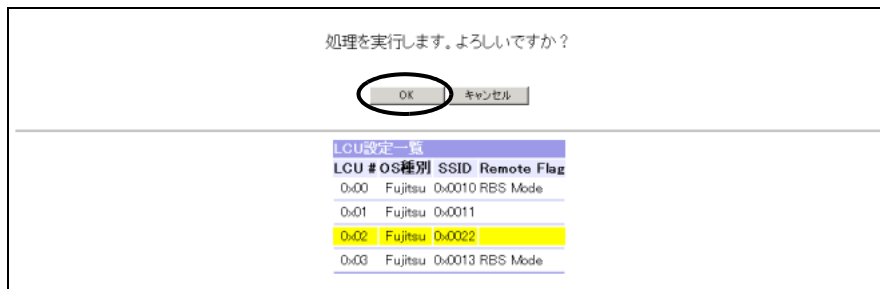 処理を実行します。よろしいですか？
OK キャンセル
LCU設定一覧
LCU # OS種別 SSID Remote Flag
0x00 Fujitsu 0x0010 RBS Mode
0x01 Fujitsu 0x0011
0x02 Fujitsu 0x0022
0x03 Fujitsu 0x0013 RBS Mode